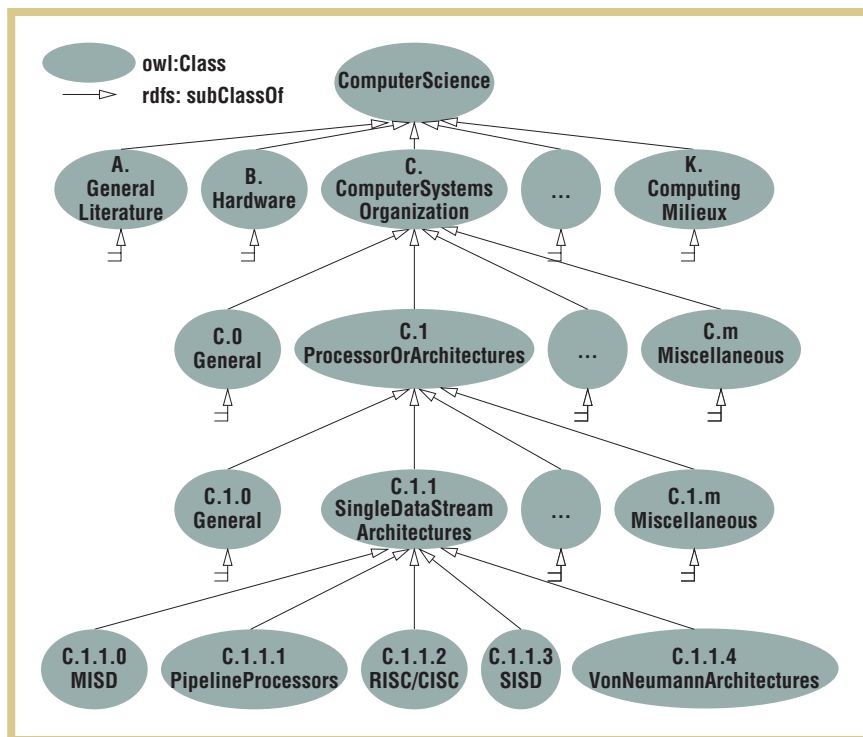 owl:Class
rdfs: subClassOf
ComputerScience
A.
General
Literature
B.
Hardware
C.
ComputerSystems
Organization
...
K.
Computing
Milieux
C.0
General
C.1
ProcessorOrArchitectures
...
C.m
Miscellaneous
C.1.0
General
C.1.1
SingleDataStream
Architectures
...
C.1.m
Miscellaneous
C.1.1.0
MISD
C.1.1.1
PipelineProcessors
C.1.1.2
RISC/CISC
C.1.1.3
SISD
C.1.1.4
VonNeumannArchitectures